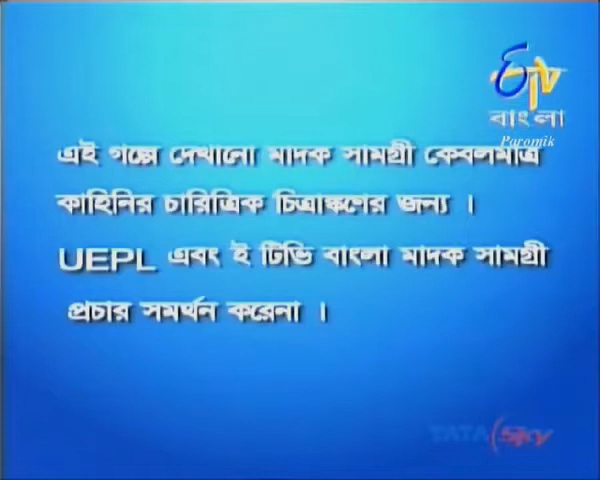 ETV
বাংলা
Paromik
এই গল্পে দেখানো মাদক সামগ্রী কেবলমাত্র
কাহিনির চারিত্রিক চিত্রাঙ্কণের জন্য ।
UEPL এবং ই টিভি বাংলা মাদক সামগ্রী
প্রচার সমর্থন করেনা ।
TATA Sky